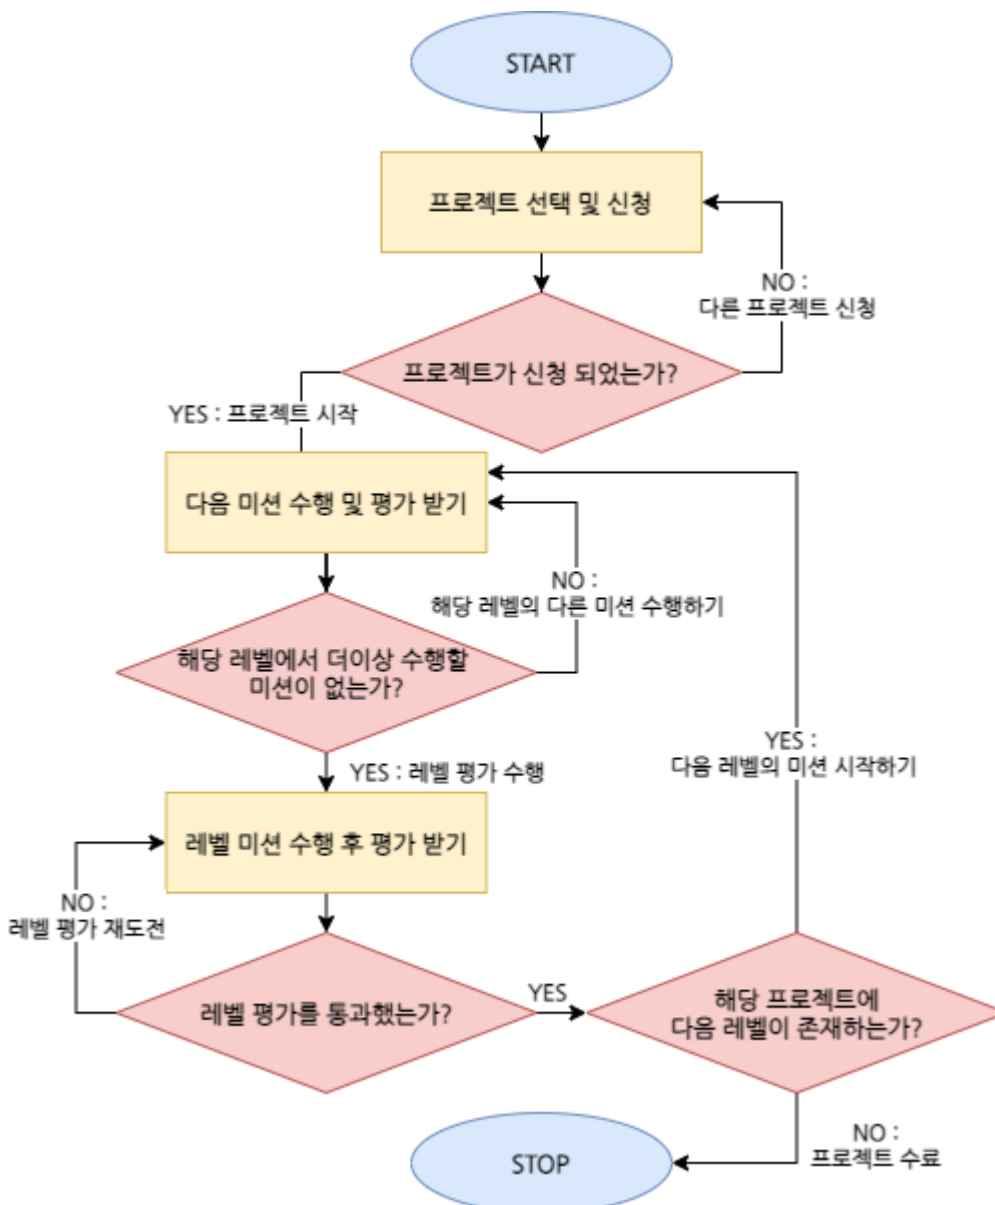 START
프로젝트 선택 및 신청
NO :
다른 프로젝트 신청
프로젝트가 신청 되었는가?
YES : 프로젝트 시작
다음 미션 수행 및 평가 받기
NO :
해당 레벨의 다른 미션 수행하기
해당 레벨에서 더이상 수행할
미션이 없는가?
YES :
다음 레벨의 미션 시작하기
YES : 레벨 평가 수행
레벨 미션 수행 후 평가 받기
NO :
레벨 평가 재도전
레벨 평가를 통과했는가?
YES
해당 프로젝트에
다음 레벨이 존재하는가?
NO :
프로젝트 수료
STOP